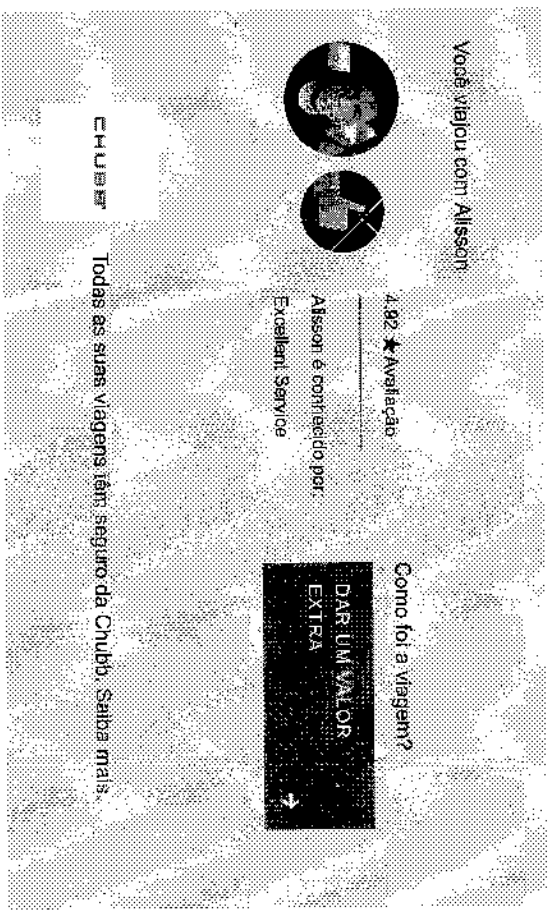 Você viajou com Alisson
4.92 ★ Avaliação
Alisson é conhecido por:
Excellent Service
Como foi a viagem?
DAR UM VALOR
EXTRA
CHUBB
Todas as suas viagens têm seguro da Chubb. Saiba mais.